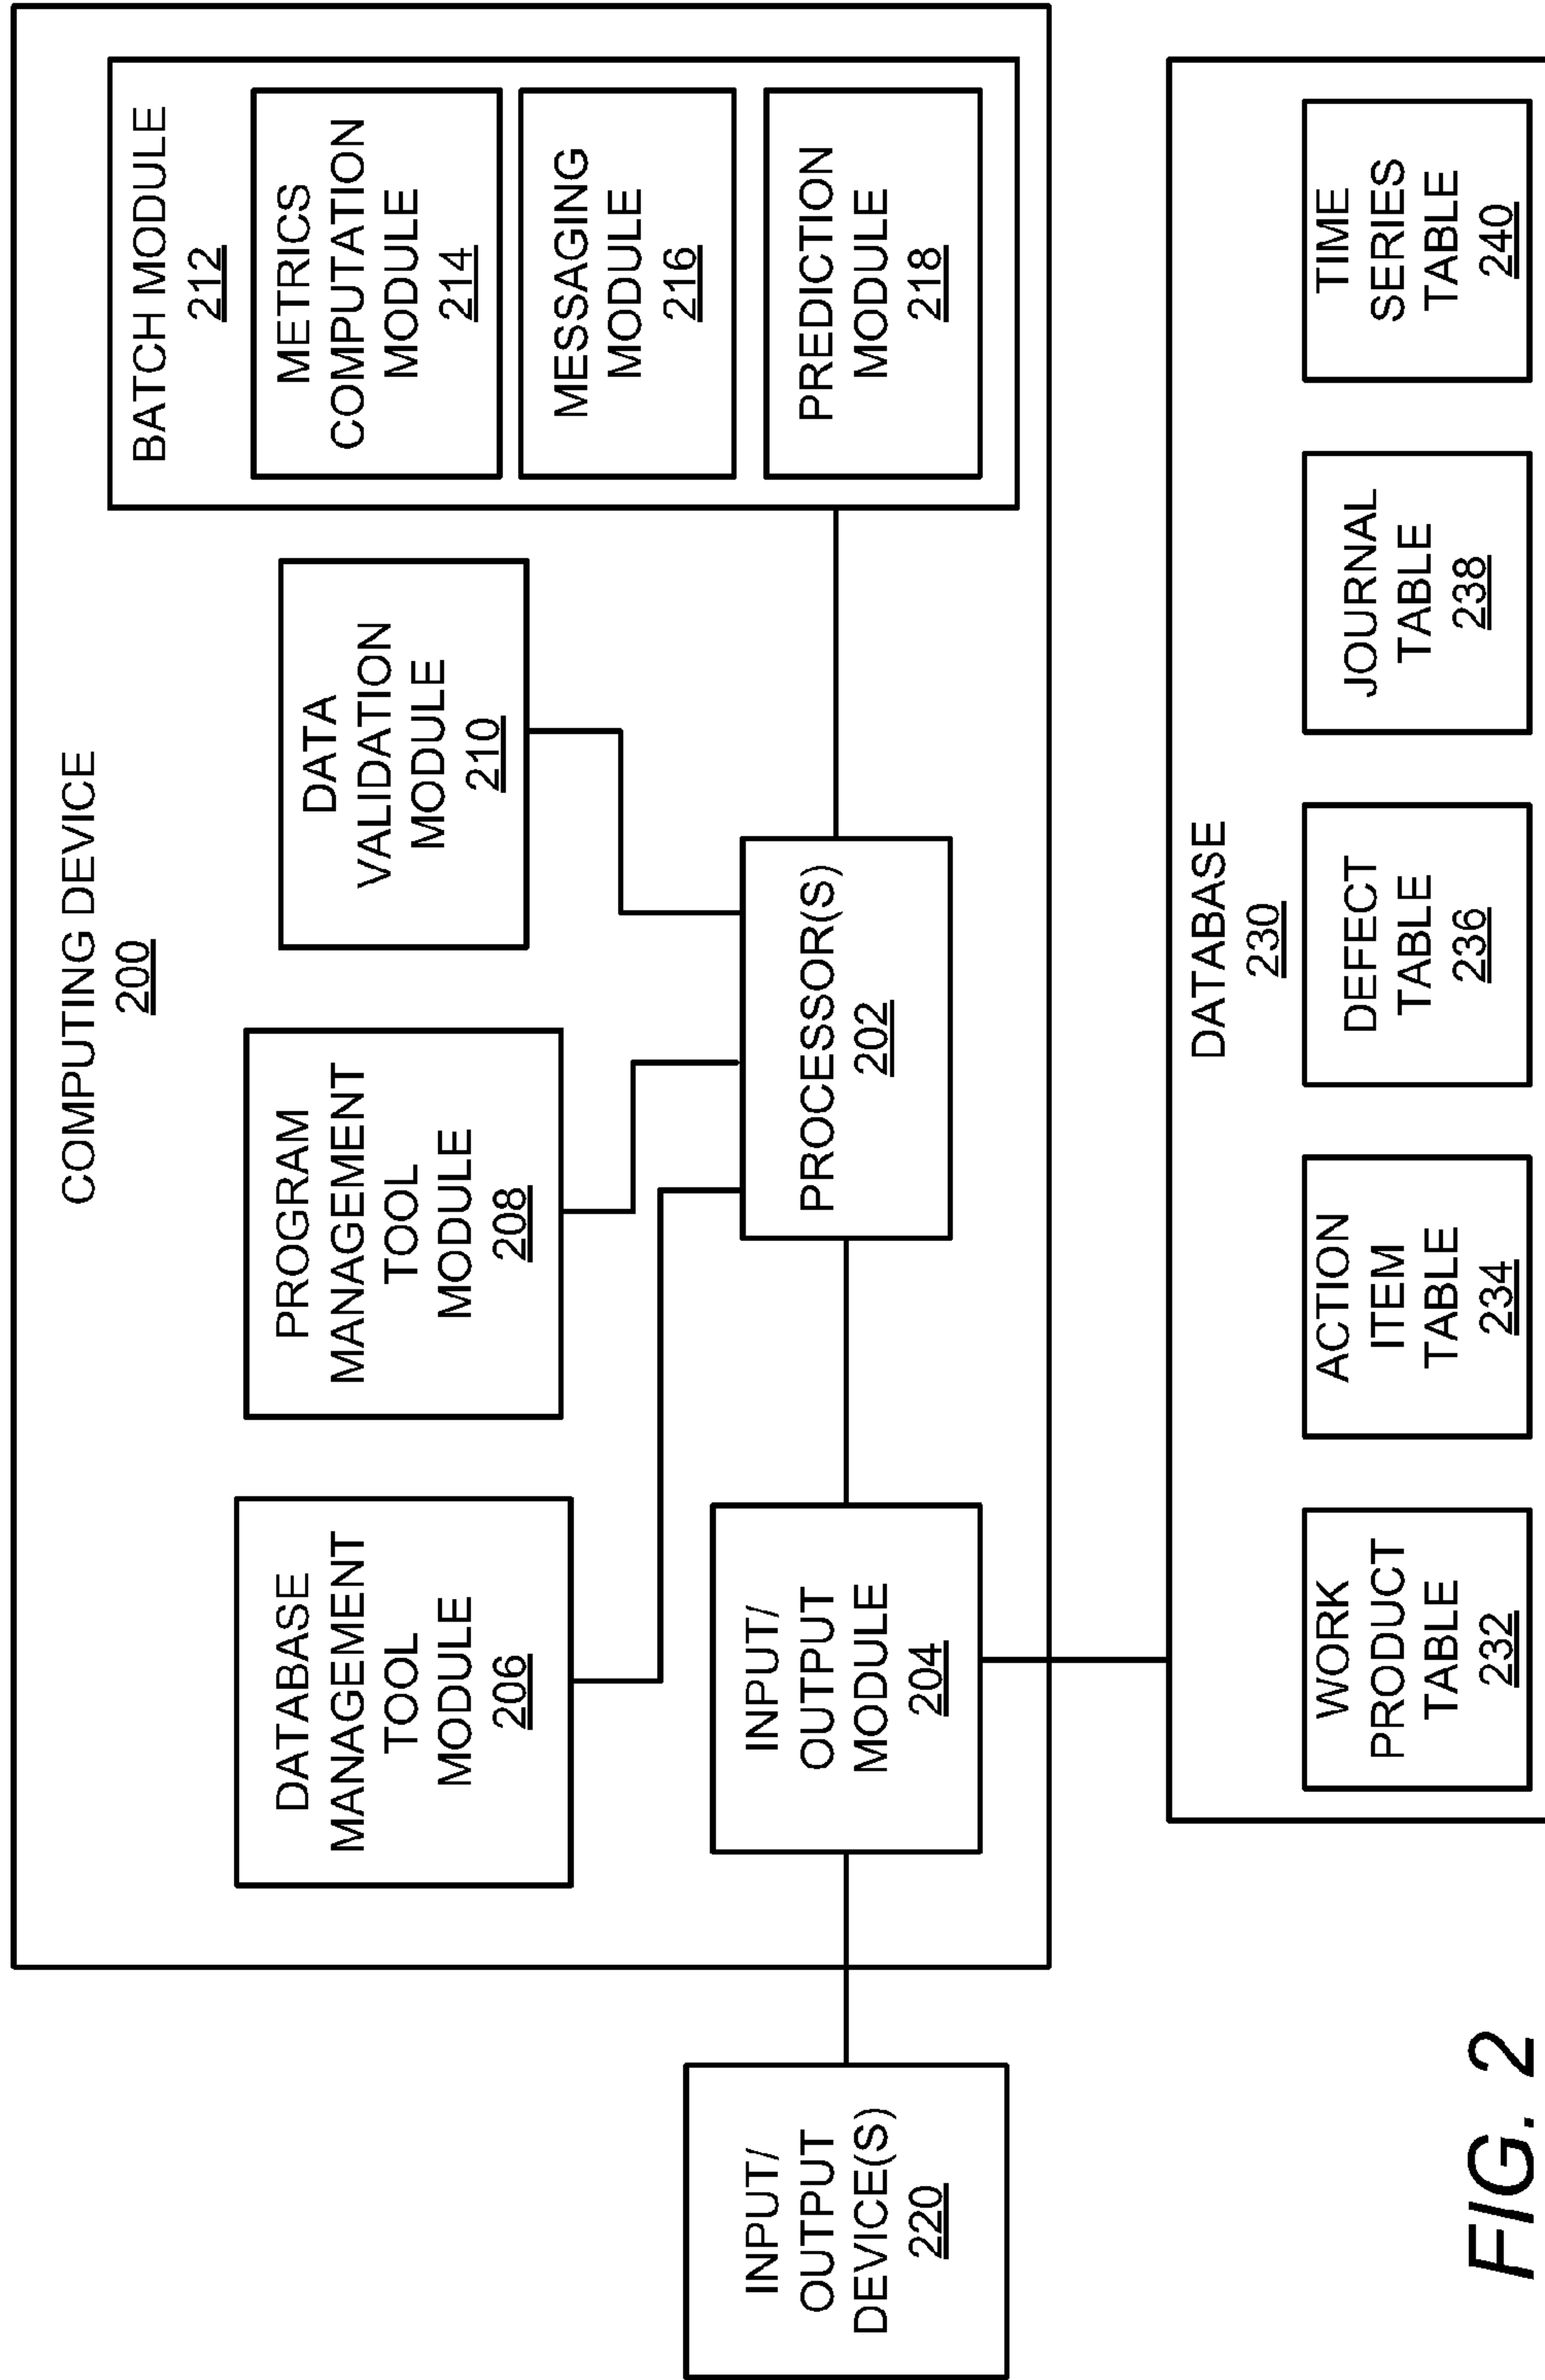 COMPUTING DEVICE
200
DATABASE
MANAGEMENT
TOOL
MODULE
206
PROGRAM
MANAGEMENT
TOOL
MODULE
208
DATA
VALIDATION
MODULE
210
BATCH MODULE
212
METRICS
COMPUTATION
MODULE
214
MESSAGING
MODULE
216
PREDICTION
MODULE
218
INPUT/
OUTPUT
DEVICE(S)
220
INPUT/
OUTPUT
MODULE
204
PROCESSOR(S)
202
DATABASE
230
WORK
PRODUCT
TABLE
232
ACTION
ITEM
TABLE
234
DEFECT
TABLE
236
JOURNAL
TABLE
238
TIME
SERIES
TABLE
240
FIG. 2